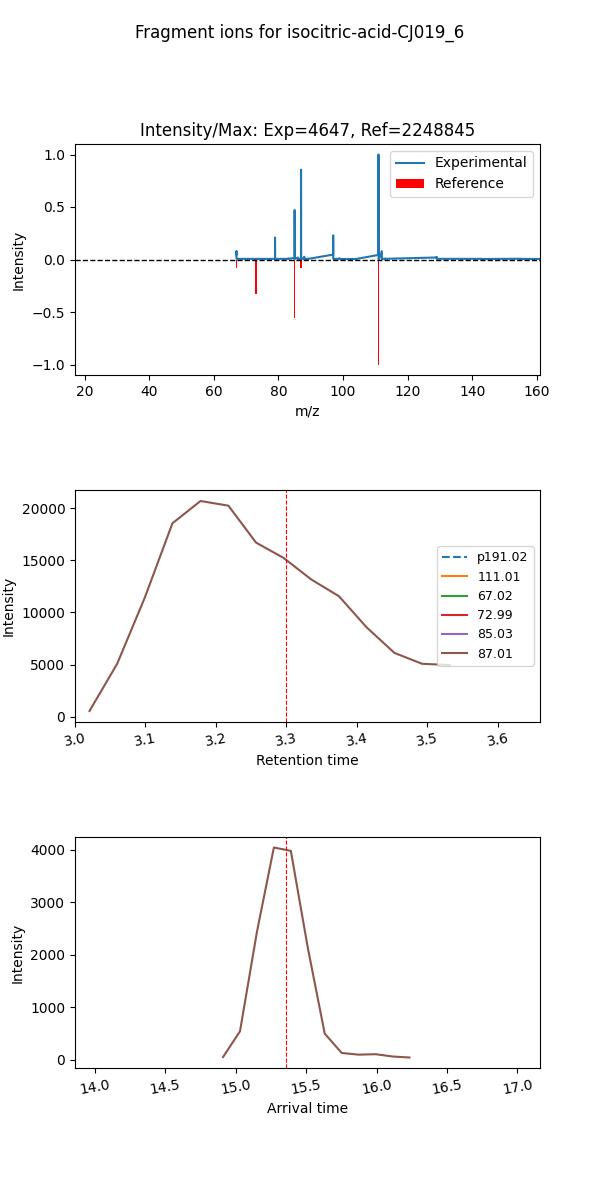 Fragment ions for isocitric-acid-CJ019_6
Intensity/Max: Exp=4647, Ref=2248845
1.0
0.5
0.0
−0.5
−1.0
Intensity
Experimental
Reference
20 40 60 80 100 120 140 160
m/z
20000
15000
10000
5000
0
Intensity
p191.02
111.01
67.02
72.99
85.03
87.01
3.0 3.1 3.2 3.3 3.4 3.5 3.6
Retention time
4000
3000
2000
1000
0
Intensity
14.0 14.5 15.0 15.5 16.0 16.5 17.0
Arrival time